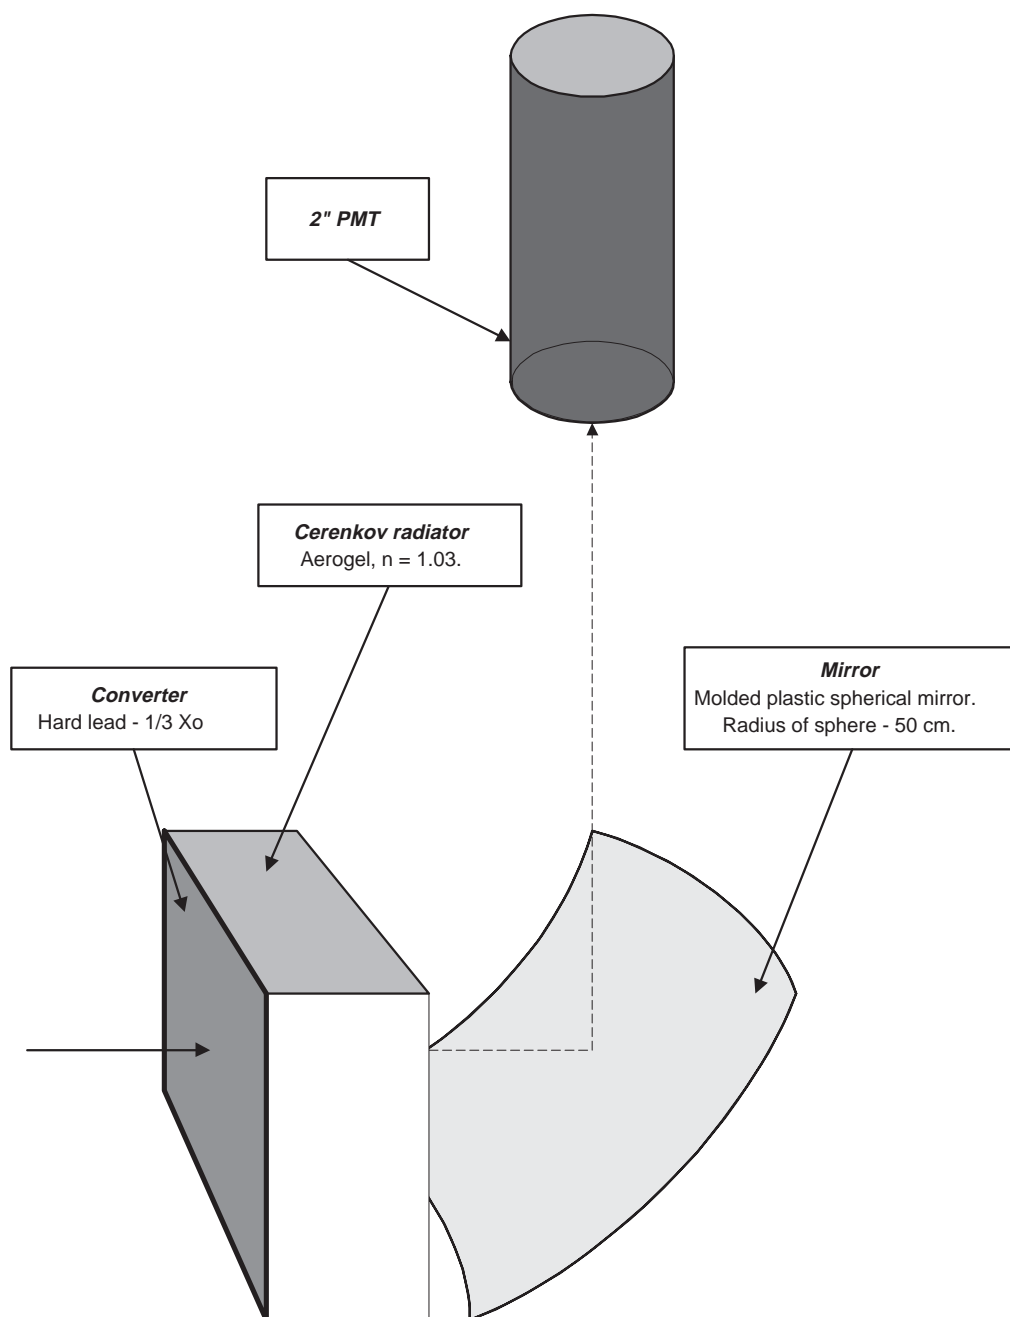 2" PMT
Cerenkov radiator
Aerogel, n = 1.03.
Converter
Hard lead - 1/3 Xo
Mirror
Molded plastic spherical mirror.
Radius of sphere - 50 cm.